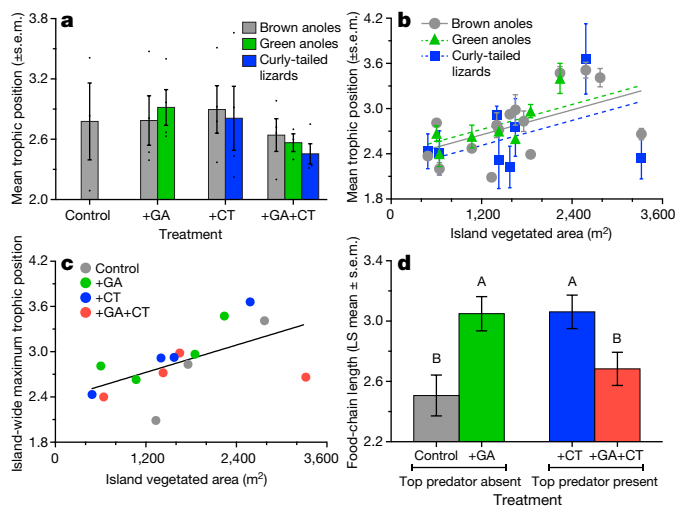 a
Mean trophic position
(±s.e.m.)
3.8
3.2
2.6
2.0
Brown anoles
Green anoles
Curly-tailed
lizards
Control
+GA
+CT
+GA+CT
Treatment
b
Mean trophic position
(±s.e.m.)
4.2
3.6
3.0
2.4
1.8
Brown anoles
Green anoles
Curly-tailed
lizards
0
1,200
2,400
3,600
Island vegetated area (m²)
c
Island-wide maximum trophic position
4.2
3.6
3.0
2.4
1.8
Control
+GA
+CT
+GA+CT
0
1,200
2,400
3,600
Island vegetated area (m²)
d
Food-chain length (LS mean ± s.e.m.)
3.4
3.0
2.6
2.2
B
A
A
B
Control
+GA
+CT
+GA+CT
Top predator absent
Top predator present
Treatment